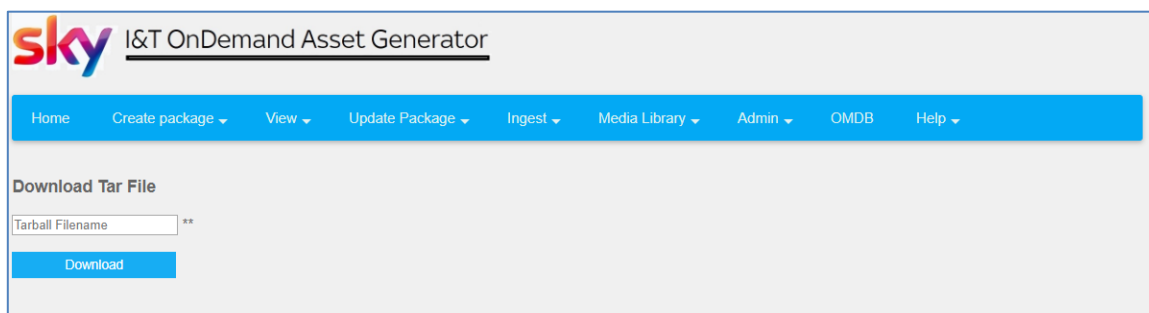 sky I&T OnDemand Asset Generator
Home Create package View Update Package Ingest Media Library Admin OMDB Help
Download Tar File
Tarball Filename **
Download